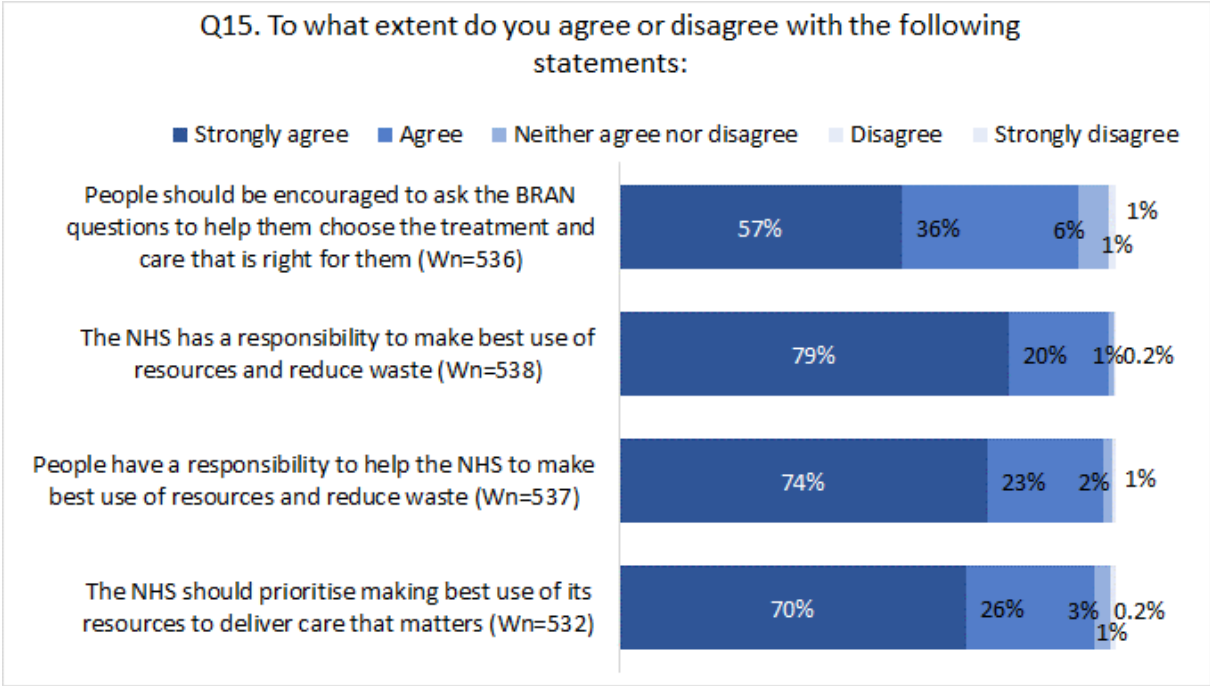 Q15. To what extent do you agree or disagree with the following
statements:
Strongly agree Agree Neither agree nor disagree Disagree Strongly disagree
People should be encouraged to ask the BRAN
questions to help them choose the treatment and
care that is right for them (Wn=536)
57% 36% 6% 1% 1%
The NHS has a responsibility to make best use of
resources and reduce waste (Wn=538)
79% 20% 1% 0.2%
People have a responsibility to help the NHS to make
best use of resources and reduce waste (Wn=537)
74% 23% 2% 1%
The NHS should prioritise making best use of its
resources to deliver care that matters (Wn=532)
70% 26% 3% 1% 0.2%